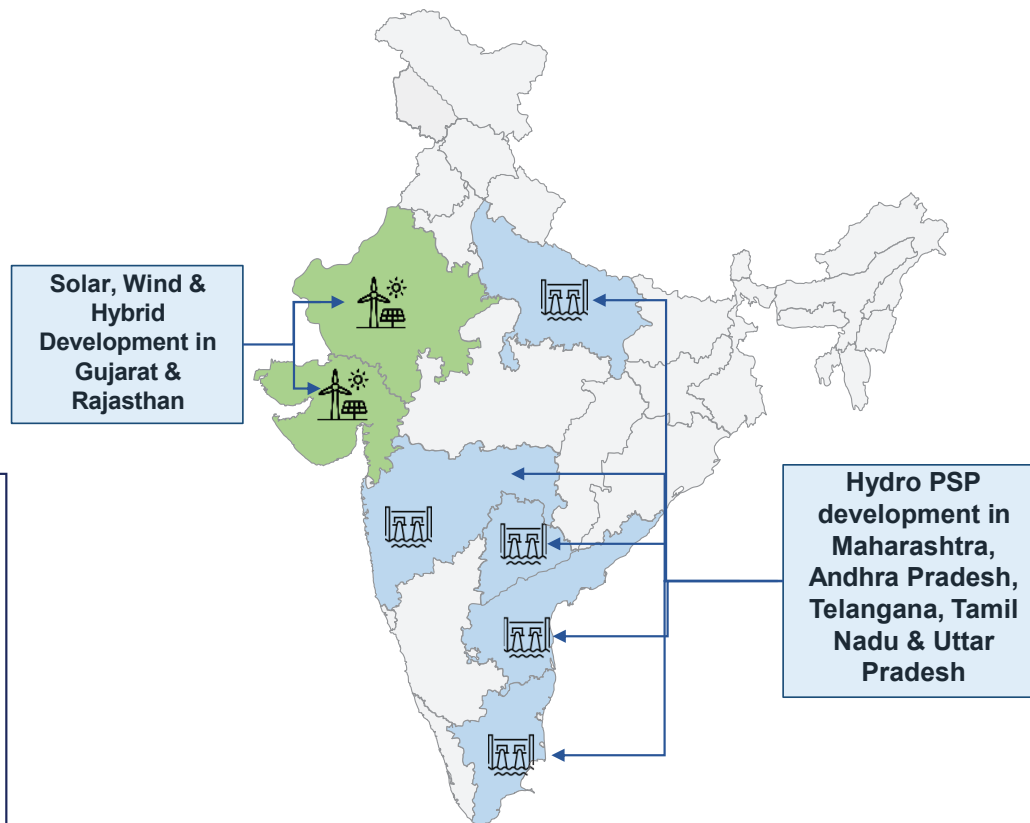 Solar, Wind &
Hybrid
Development in
Gujarat &
Rajasthan
Hydro PSP
development in
Maharashtra,
Andhra Pradesh,
Telangana, Tamil
Nadu & Uttar
Pradesh